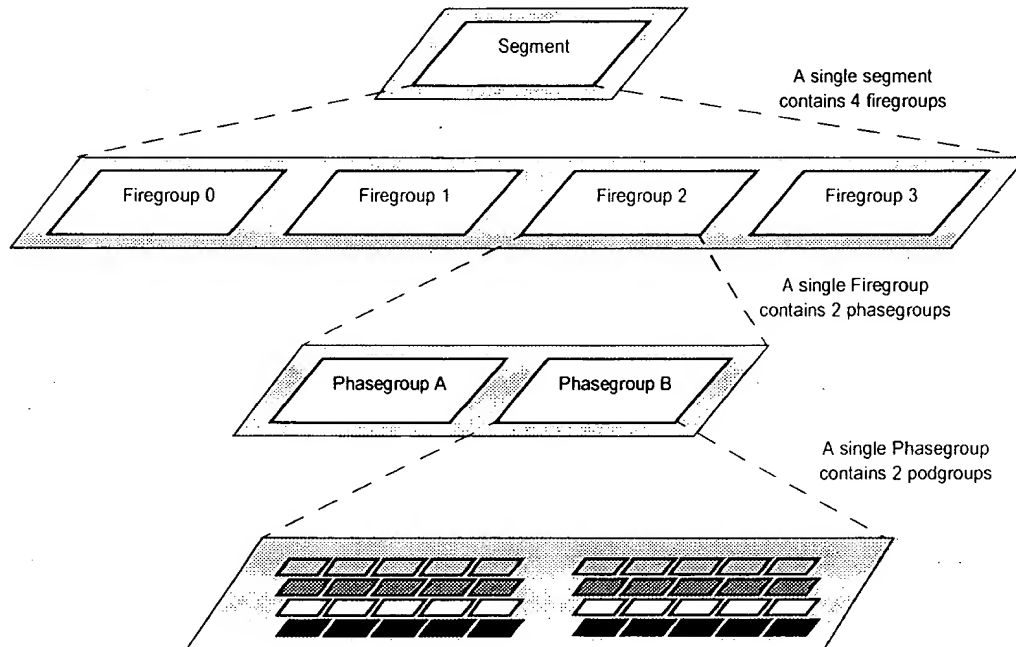 Segment
A single segment
contains 4 firegroups
Firegroup 0
Firegroup 1
Firegroup 2
Firegroup 3
A single Firegroup
contains 2 phasegroups
Phasegroup A
Phasegroup B
A single Phasegroup
contains 2 podgroups